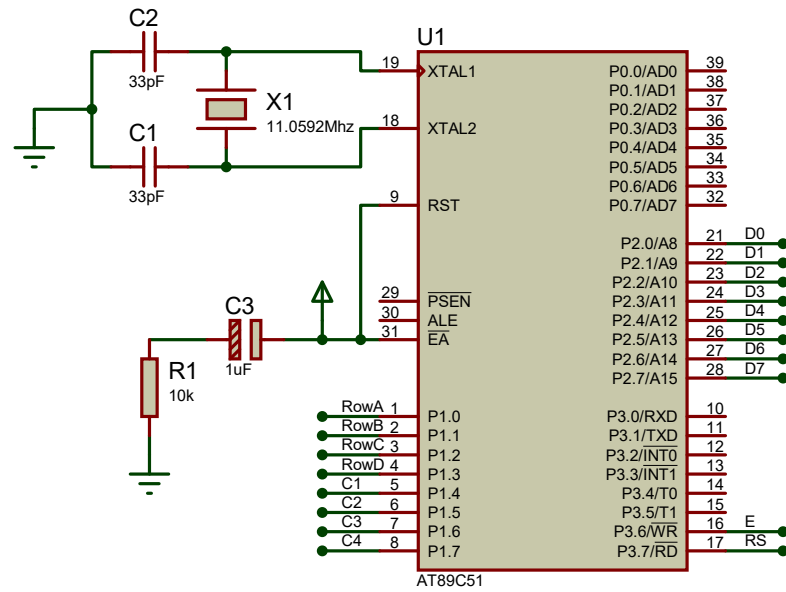 C2
33pF
X1
11.0592Mhz
C1
33pF
U1
19 XTAL1
18 XTAL2
9 RST
29 PSEN
30 ALE
31 EA
C3
1uF
R1
10k
RowA 1 P1.0
RowB 2 P1.1
RowC 3 P1.2
RowD 4 P1.3
C1 5 P1.4
C2 6 P1.5
C3 7 P1.6
C4 8 P1.7
P0.0/AD0 39
P0.1/AD1 38
P0.2/AD2 37
P0.3/AD3 36
P0.4/AD4 35
P0.5/AD5 34
P0.6/AD6 33
P0.7/AD7 32
P2.0/A8 21 D0
P2.1/A9 22 D1
P2.2/A10 23 D2
P2.3/A11 24 D3
P2.4/A12 25 D4
P2.5/A13 26 D5
P2.6/A14 27 D6
P2.7/A15 28 D7
P3.0/RXD 10
P3.1/TXD 11
P3.2/INT0 12
P3.3/INT1 13
P3.4/T0 14
P3.5/T1 15
P3.6/WR 16 E
P3.7/RD 17 RS
AT89C51